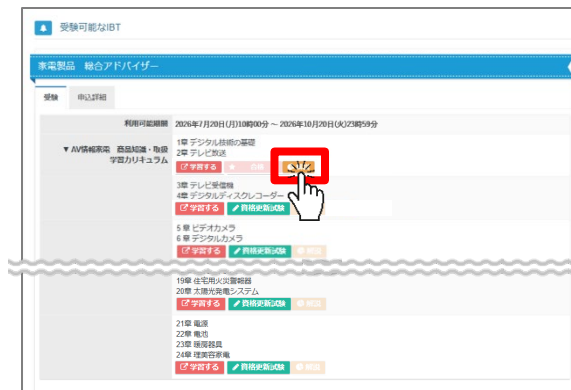 受験可能なIBT
家電製品 総合アドバイザー
受験 申込詳細
利用可能期間 2026年7月20日(月)10時00分 ~ 2026年10月20日(火)23時59分
▼ AV情報家電 商品知識・取扱
学習カリキュラム
1章 デジタル技術の基礎
2章 テレビ放送
学習する 合格
3章 テレビ受信機
4章 デジタルディスクレコーダー
学習する 資格更新試験
5章 ビデオカメラ
6章 デジタルカメラ
学習する 資格更新試験 解説
19章 住宅用火災警報器
20章 太陽光発電システム
学習する 資格更新試験 解説
21章 電源
22章 電池
23章 暖房器具
24章 理美容家電
学習する 資格更新試験 解説